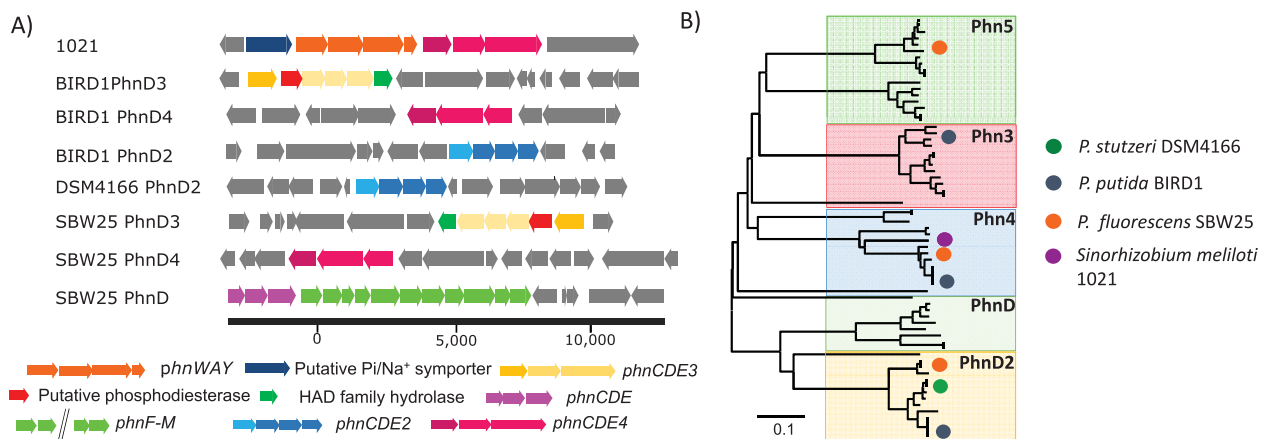 A)
1021
BIRD1PhnD3
BIRD1 PhnD4
BIRD1 PhnD2
DSM4166 PhnD2
SBW25 PhnD3
SBW25 PhnD4
SBW25 PhnD
0 5,000 10,000
phnWAY Putative Pi/Na⁺ symporter phnCDE3
Putative phosphodiesterase HAD family hydrolase phnCDE
// phnF-M phnCDE2 phnCDE4
B)
Phn5
Phn3
Phn4
PhnD
PhnD2
0.1
P. stutzeri DSM4166
P. putida BIRD1
P. fluorescens SBW25
Sinorhizobium meliloti
1021